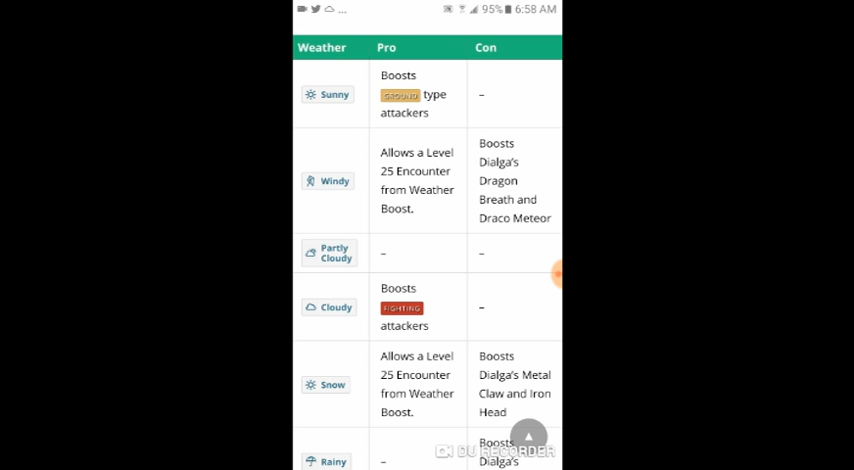 ...
95% 6:58 AM
Weather Pro Con
Sunny
Boosts
GROUND type
attackers
–
Windy
Allows a Level
25 Encounter
from Weather
Boost.
Boosts
Dialga's
Dragon
Breath and
Draco Meteor
Partly
Cloudy
–
–
Cloudy
Boosts
FIGHTING
attackers
–
Snow
Allows a Level
25 Encounter
from Weather
Boost.
Boosts
Dialga's Metal
Claw and Iron
Head
Rainy
–
Boosts
Dialga's
DU RECORDER